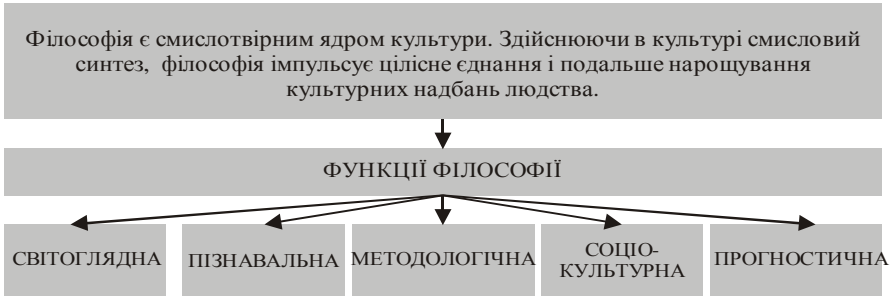 Філософія є смислотвірним ядром культури. Здійснюючи в культурі смисловий
синтез, філософія імпульсує цілісне єднання і подальше нарощування
культурних надбань людства.
ФУНКЦІЇ ФІЛОСОФІЇ
СВІТОГЛЯДНА
ПІЗНАВАЛЬНА
МЕТОДОЛОГІЧНА
СОЦІО-
КУЛЬТУРНА
ПРОГНОСТИЧНА